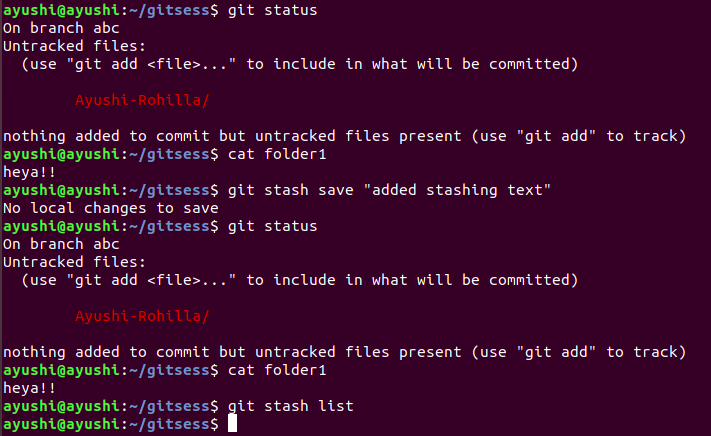 ayushi@ayushi:~/gitsess$ git status
On branch abc
Untracked files:
  (use "git add <file>..." to include in what will be committed)

        Ayushi-Rohilla/

nothing added to commit but untracked files present (use "git add" to track)
ayushi@ayushi:~/gitsess$ cat folder1
heya!!
ayushi@ayushi:~/gitsess$ git stash save "added stashing text"
No local changes to save
ayushi@ayushi:~/gitsess$ git status
On branch abc
Untracked files:
  (use "git add <file>..." to include in what will be committed)

        Ayushi-Rohilla/

nothing added to commit but untracked files present (use "git add" to track)
ayushi@ayushi:~/gitsess$ cat folder1
heya!!
ayushi@ayushi:~/gitsess$ git stash list
ayushi@ayushi:~/gitsess$